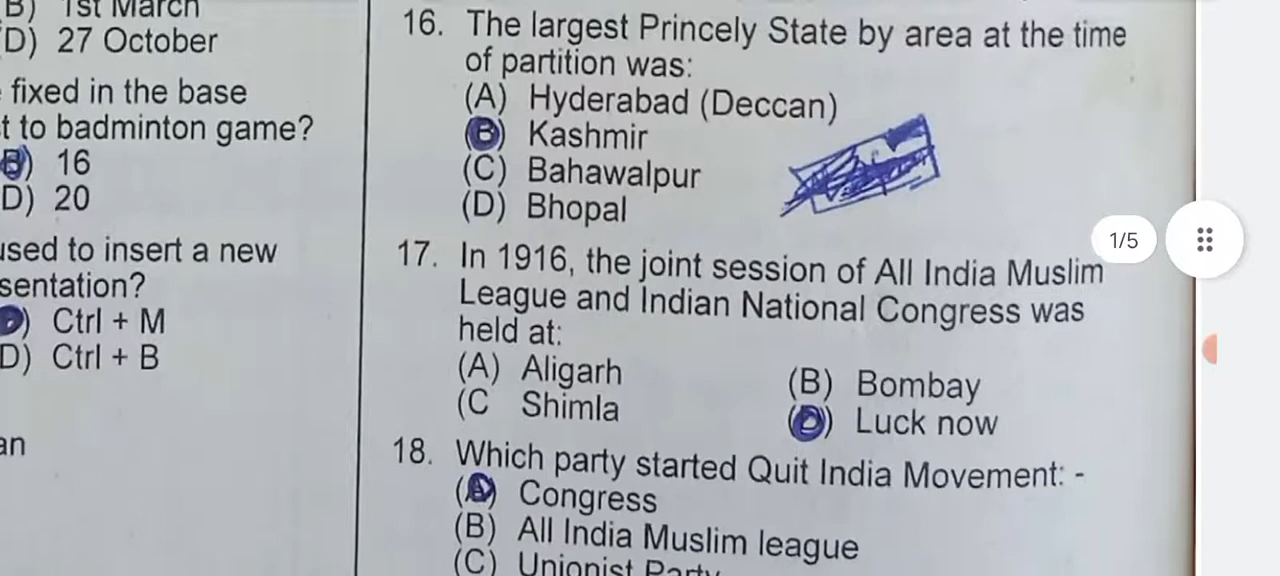 B) 1st March
D) 27 October
fixed in the base
t to badminton game?
B) 16
D) 20
used to insert a new
sentation?
) Ctrl + M
D) Ctrl + B
an
16. The largest Princely State by area at the time
of partition was:
(A) Hyderabad (Deccan)
(B) Kashmir
(C) Bahawalpur
(D) Bhopal
17. In 1916, the joint session of All India Muslim
League and Indian National Congress was
held at:
(A) Aligarh (B) Bombay
(C Shimla (D) Luck now
18. Which party started Quit India Movement: -
(A) Congress
(B) All India Muslim league
(C) Unionist Party
1/5